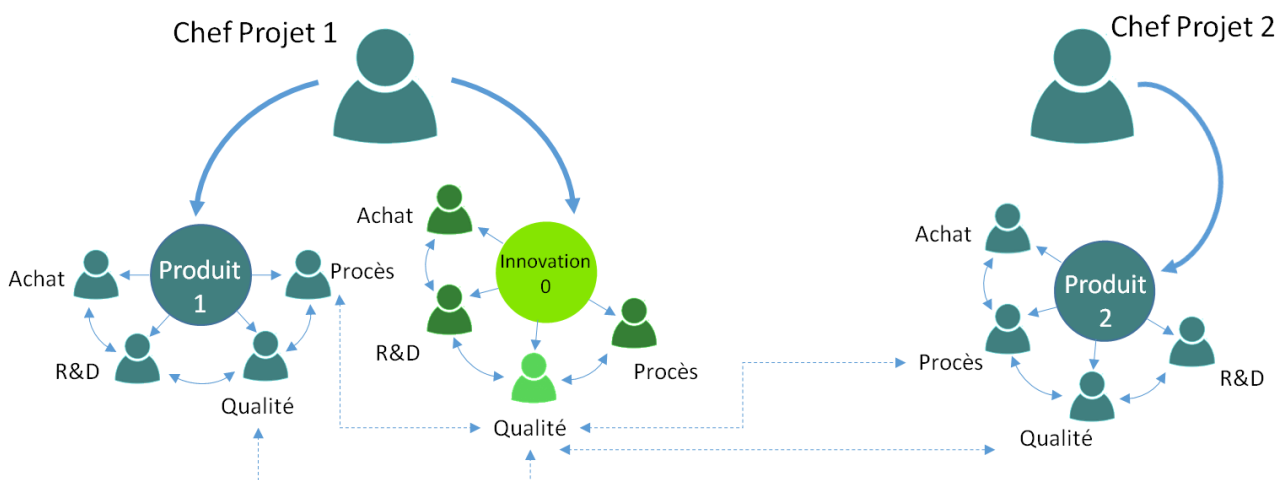 Chef Projet 1
Chef Projet 2
Achat
Produit
1
Procès
R&D
Qualité
Achat
Innovation
0
R&D
Procès
Qualité
Achat
Produit
2
Procès
R&D
Qualité